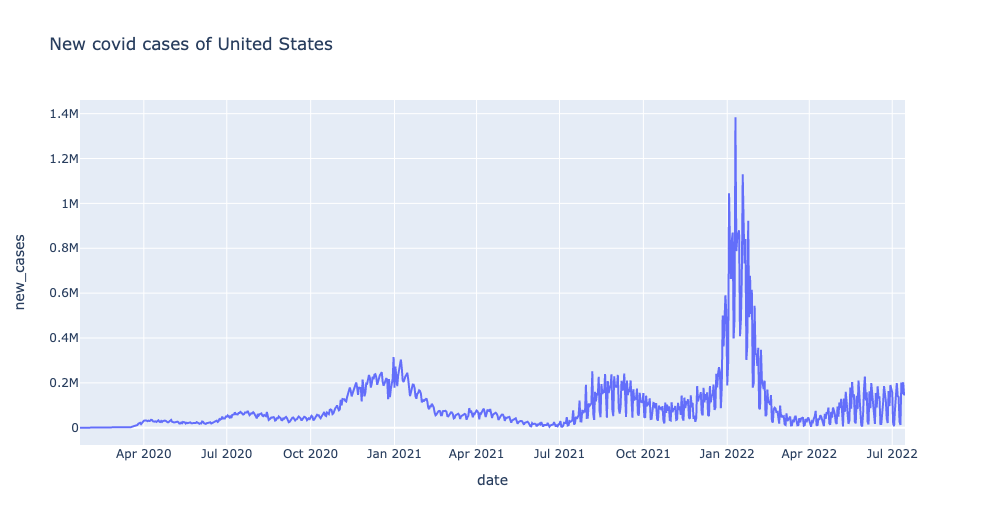 New covid cases of United States
1.4M
1.2M
1M
0.8M
0.6M
0.4M
0.2M
0
new_cases
Apr 2020 Jul 2020 Oct 2020 Jan 2021 Apr 2021 Jul 2021 Oct 2021 Jan 2022 Apr 2022 Jul 2022
date